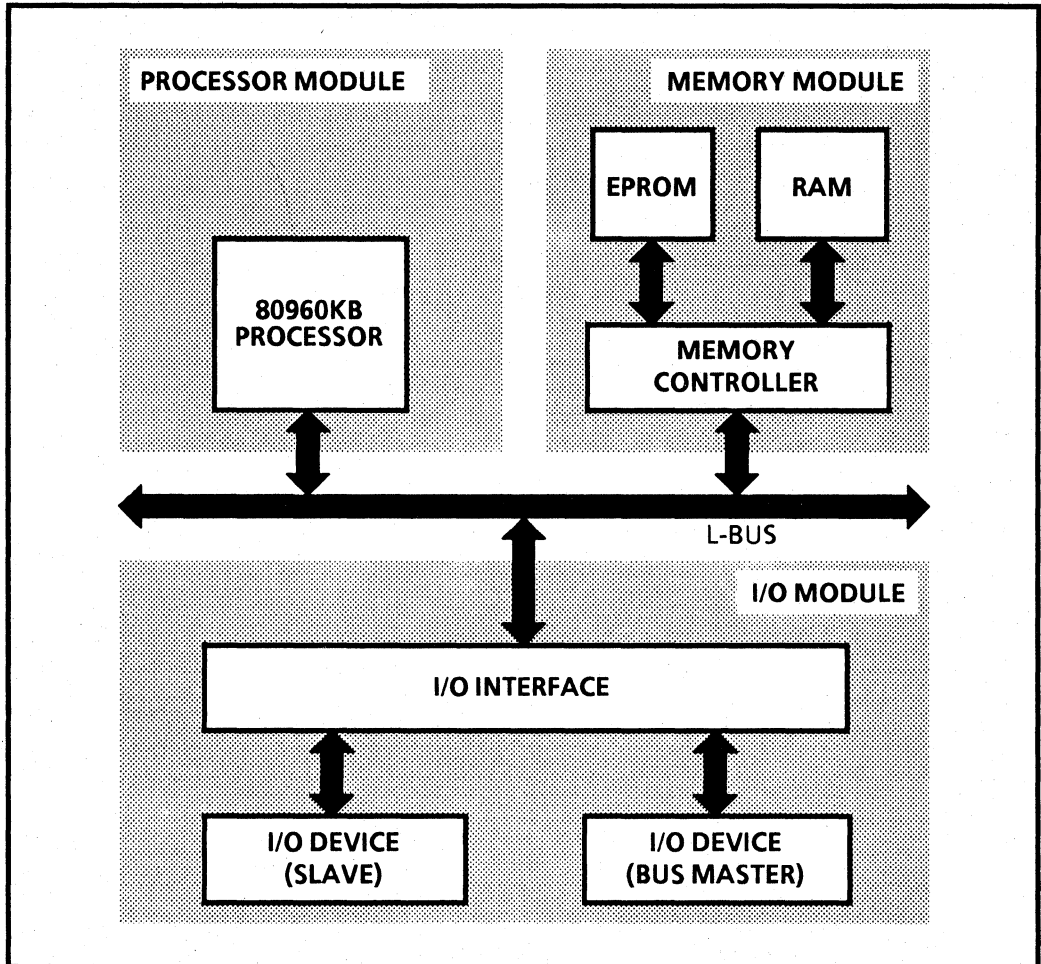 PROCESSOR MODULE
80960KB
PROCESSOR
MEMORY MODULE
EPROM
RAM
MEMORY
CONTROLLER
L-BUS
I/O MODULE
I/O INTERFACE
I/O DEVICE
(SLAVE)
I/O DEVICE
(BUS MASTER)